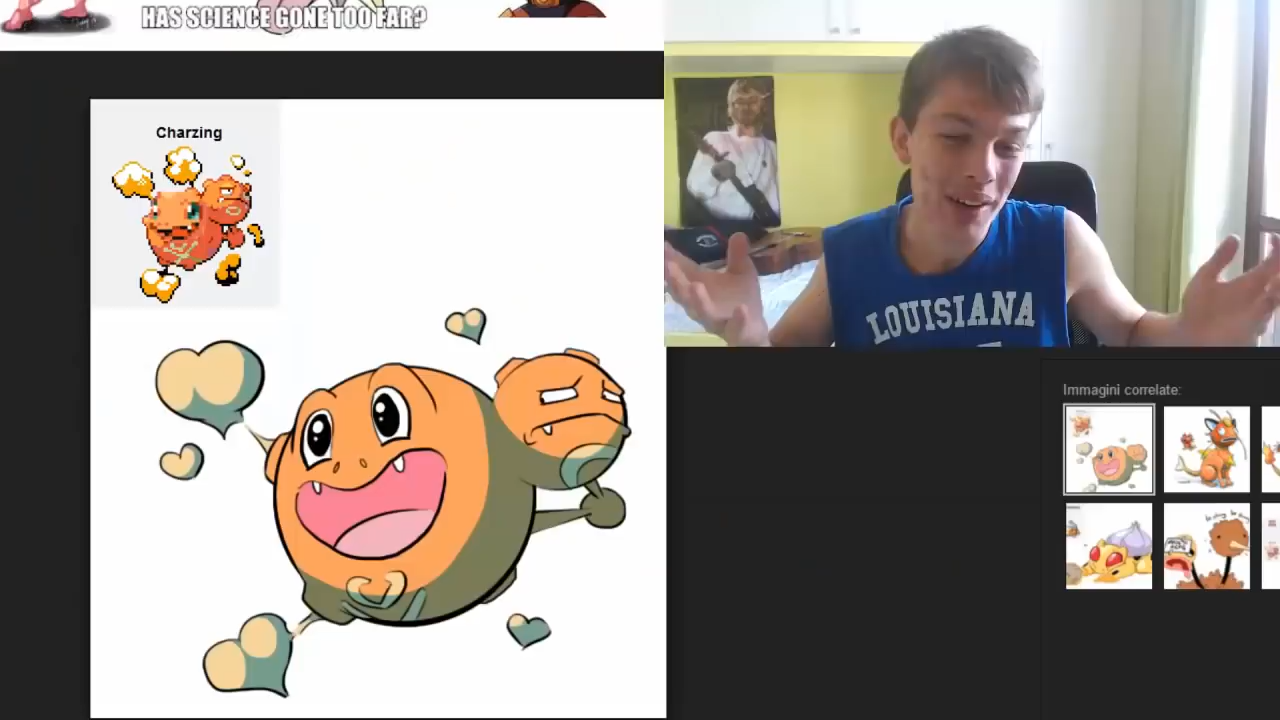 HAS SCIENCE GONE TOO FAR?
Charzing
LOUISIANA
Immagini correlate: